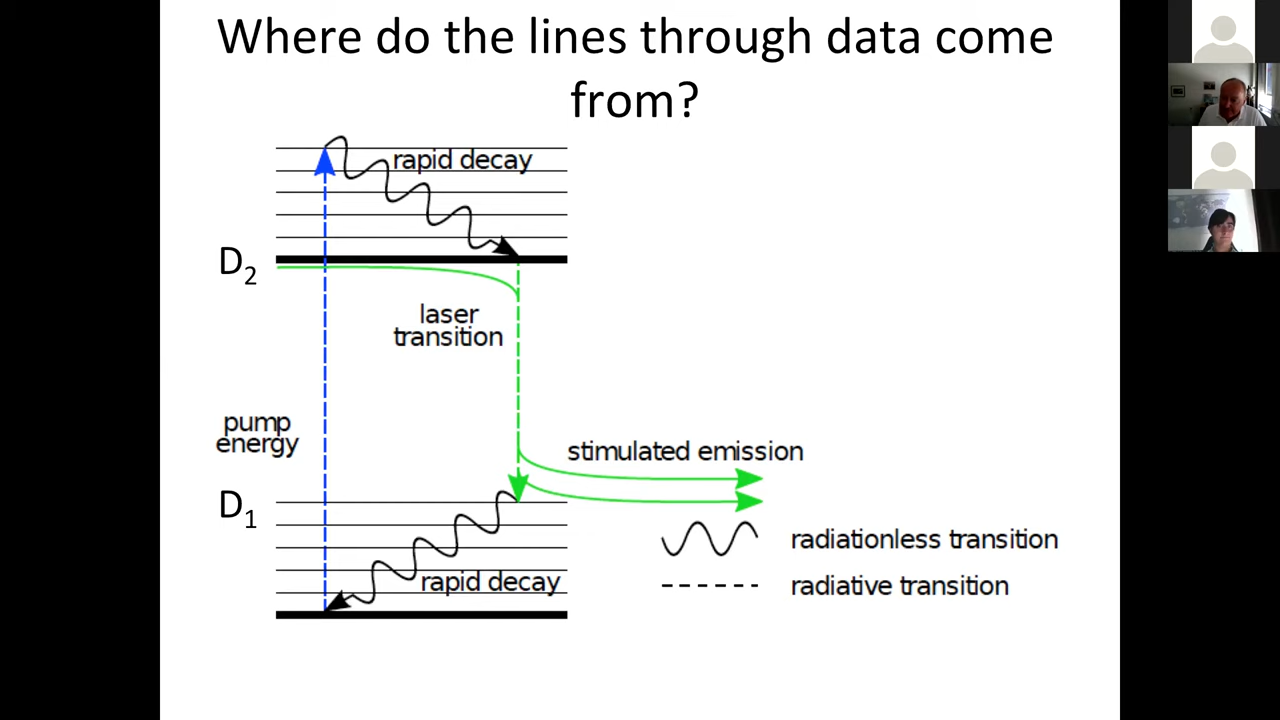 Where do the lines through data come
from?
rapid decay
D₂
laser
transition
pump
energy
stimulated emission
D₁
radiationless transition
rapid decay
radiative transition